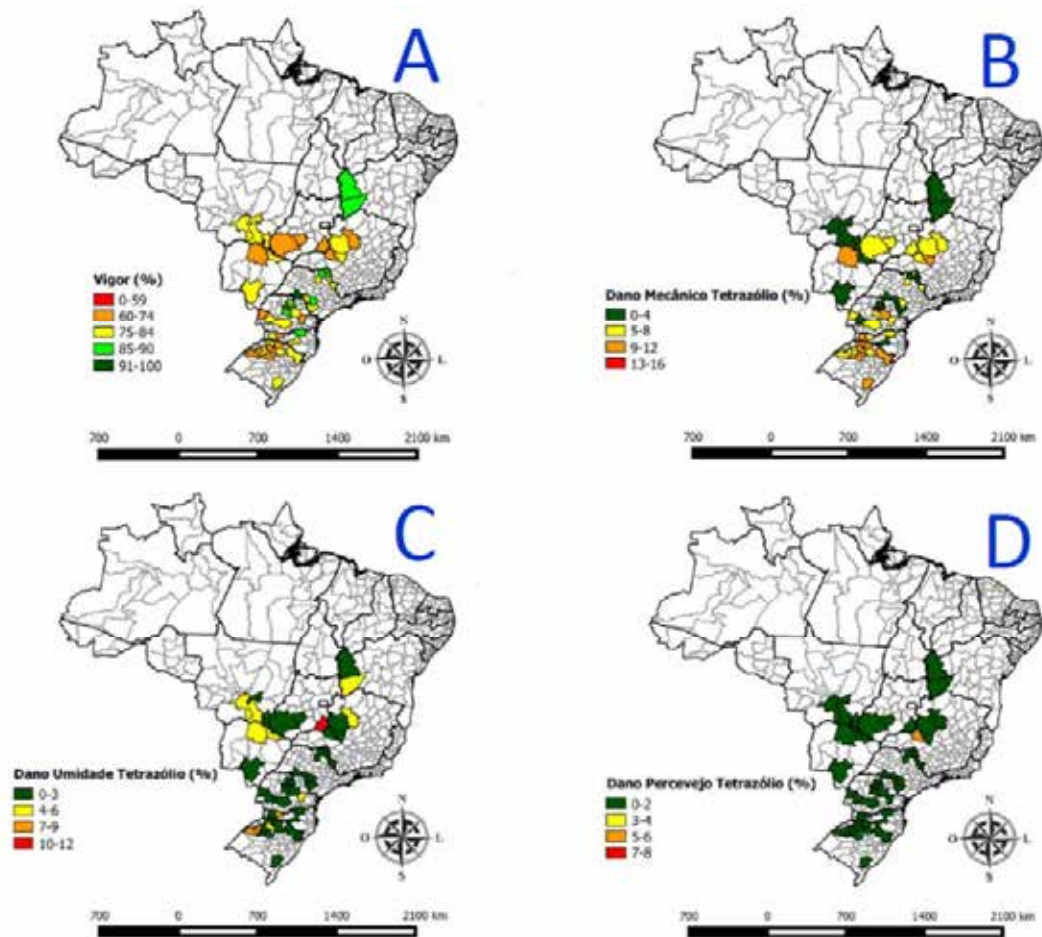 A
Vigor (%)
0-59
60-74
75-84
85-90
91-100
N
O L
S
700 0 700 1400 2100 km
B
Dano Mecânico Tetrazólio (%)
0-4
5-8
9-12
13-16
N
O L
S
700 0 700 1400 2100 km
C
Dano Umidade Tetrazólio (%)
0-3
4-6
7-9
10-12
N
O L
S
700 0 700 1400 2100 km
D
Dano Percevejo Tetrazólio (%)
0-2
3-4
5-6
7-8
N
O L
S
700 0 700 1400 2100 km